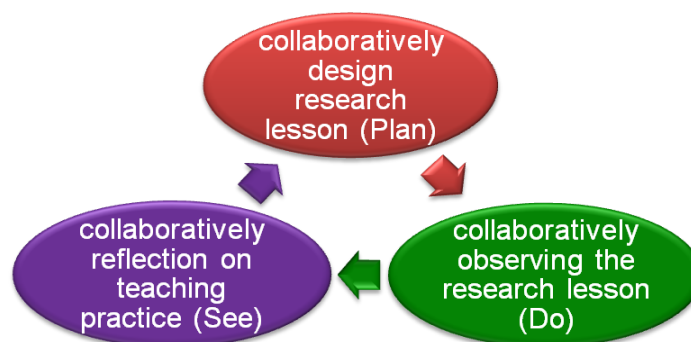 collaboratively
design
research
lesson (Plan)
collaboratively
reflection on
teaching
practice (See)
collaboratively
observing the
research lesson
(Do)